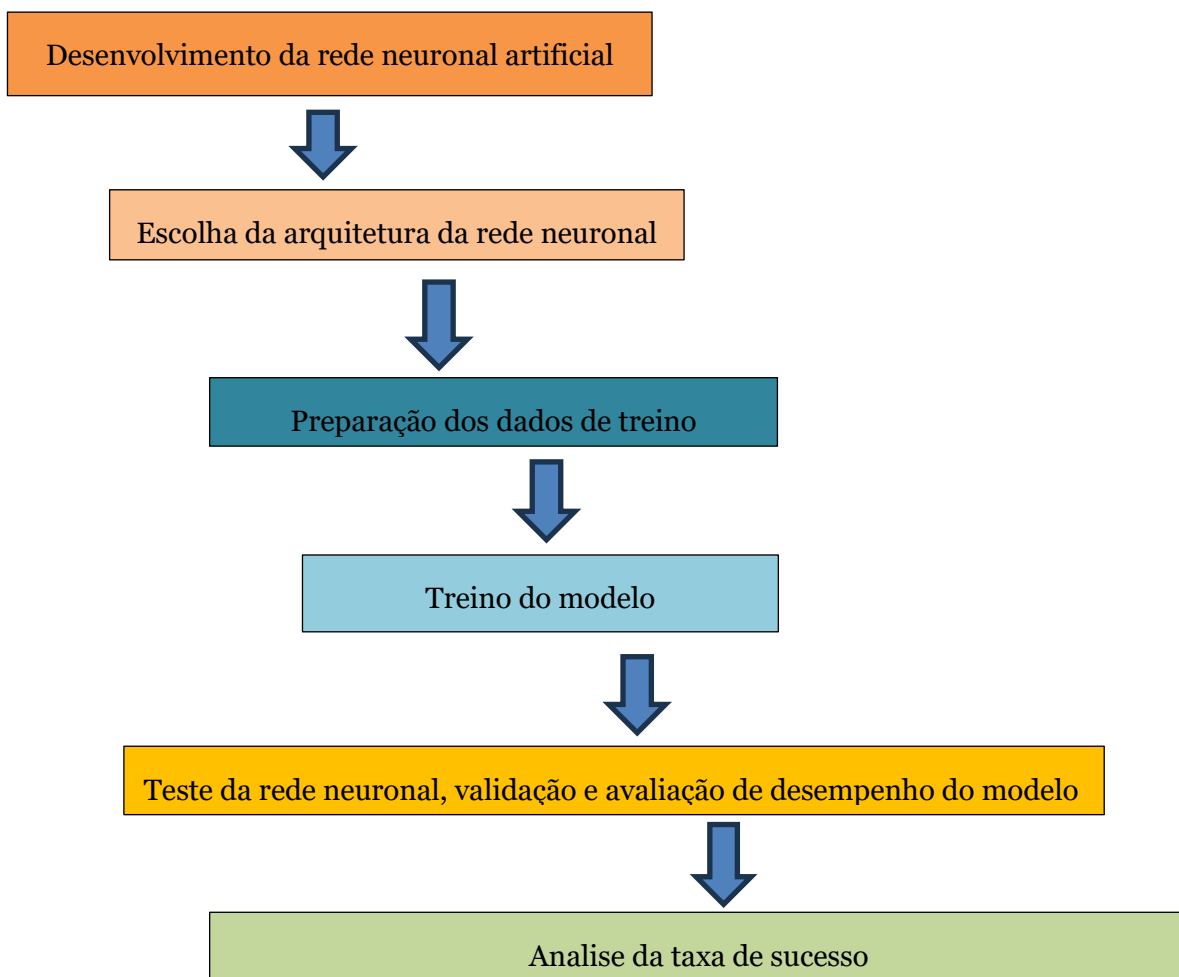 Desenvolvimento da rede neuronal artificial
Escolha da arquitetura da rede neuronal
Preparação dos dados de treino
Treino do modelo
Teste da rede neuronal, validação e avaliação de desempenho do modelo
Analise da taxa de sucesso